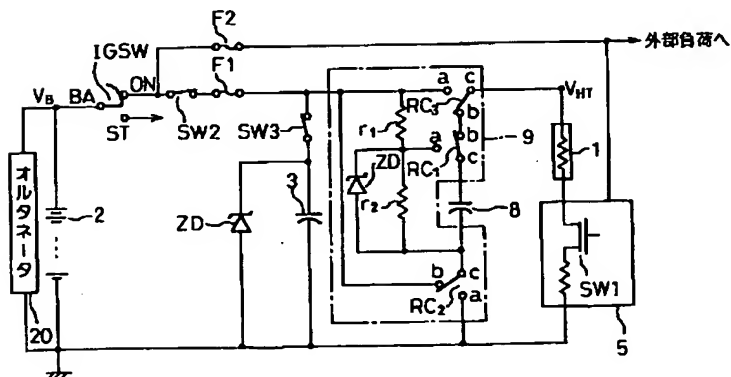 F2
外部負荷へ
IGSW
ON
F1
VB
BA
ST
SW2
SW3
a
c
RC3
VHT
b
r1
a
b
9
RC1
c
1
ZD
r2
8
オルタネータ
2
ZD
3
b
c
RC2
a
SW1
20
5